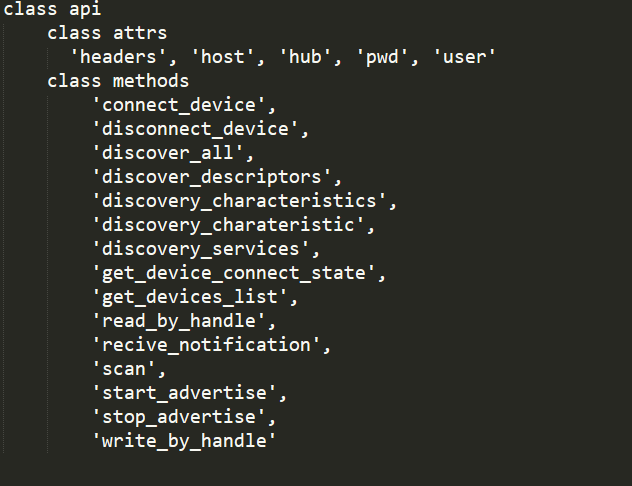 class api
class attrs
'headers', 'host', 'hub', 'pwd', 'user'
class methods
'connect_device',
'disconnect_device',
'discover_all',
'discover_descriptors',
'discovery_characteristics',
'discovery_charateristic',
'discovery_services',
'get_device_connect_state',
'get_devices_list',
'read_by_handle',
'recive_notification',
'scan',
'start_advertise',
'stop_advertise',
'write_by_handle'